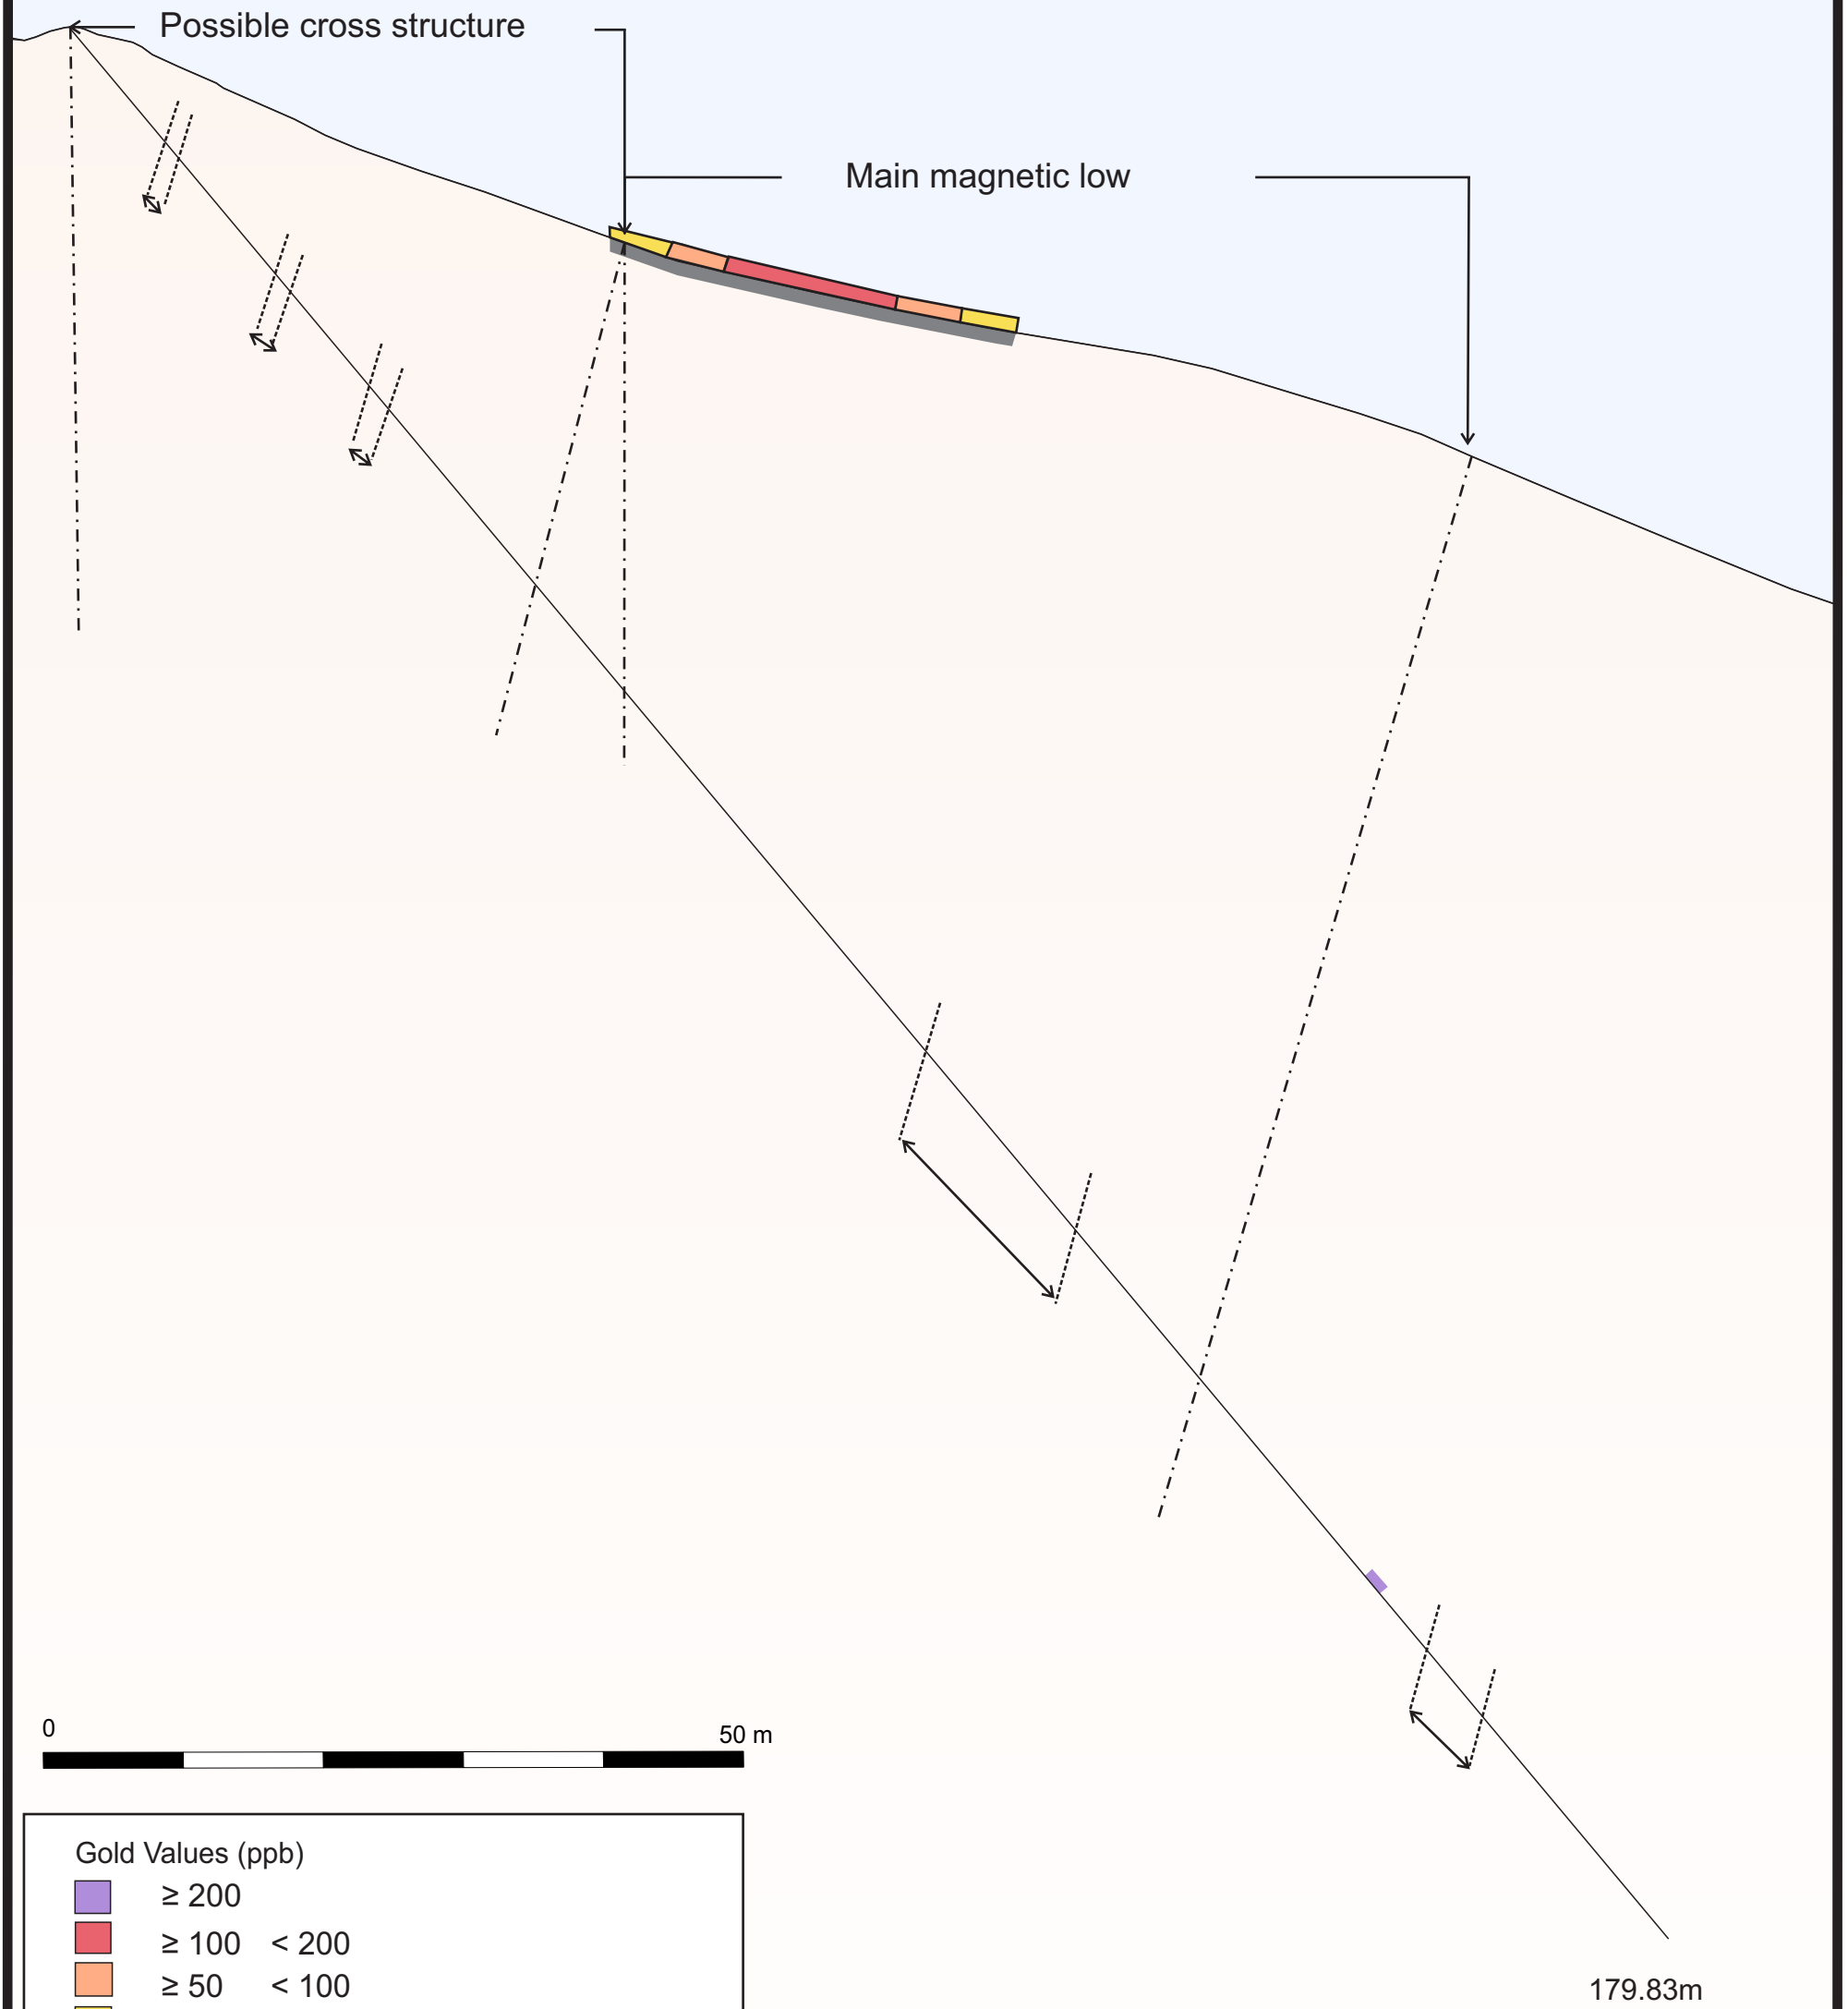 Possible cross structure
Main magnetic low
0
50 m
Gold Values (ppb)
≥ 200
≥ 100 < 200
≥ 50 < 100
179.83m